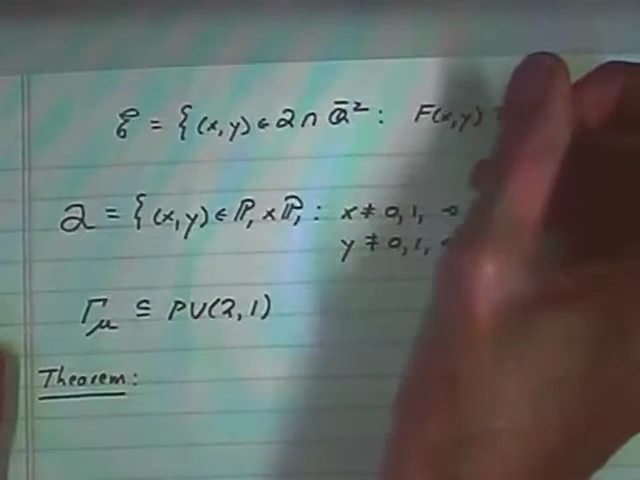 ℰ = {(x, y) ∈ 𝒬 ∩ Q̄²: F(x, y)
𝒬 = {(x, y) ∈ ℙ₁ × ℙ₁ : x ≠ 0, 1, ∞
y ≠ 0, 1,
Γ_μ ⊆ PU(2, 1)
Theorem: